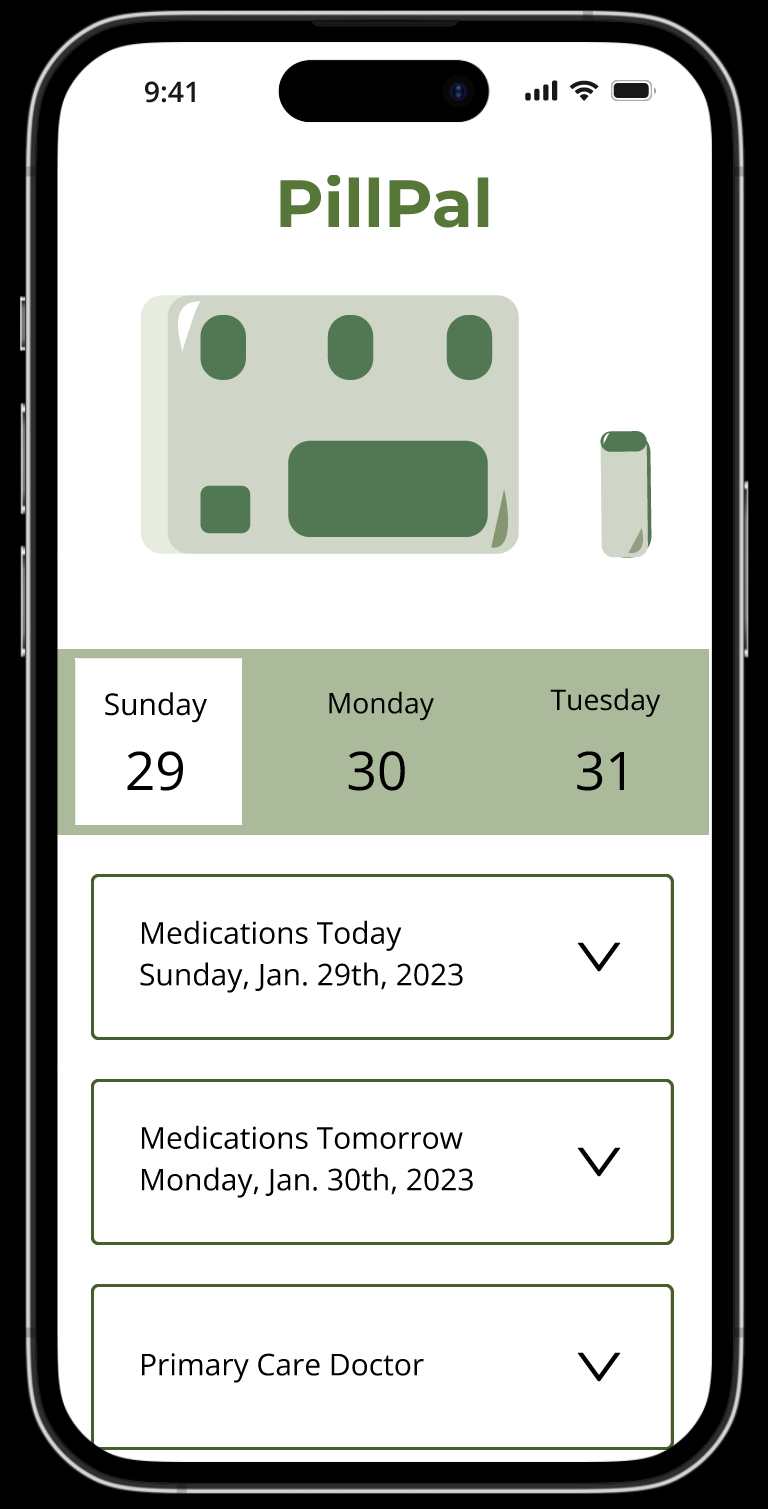 9:41
PillPal
Sunday
Monday
Tuesday
29
30
31
Medications Today
Sunday, Jan. 29th, 2023
Medications Tomorrow
Monday, Jan. 30th, 2023
Primary Care Doctor